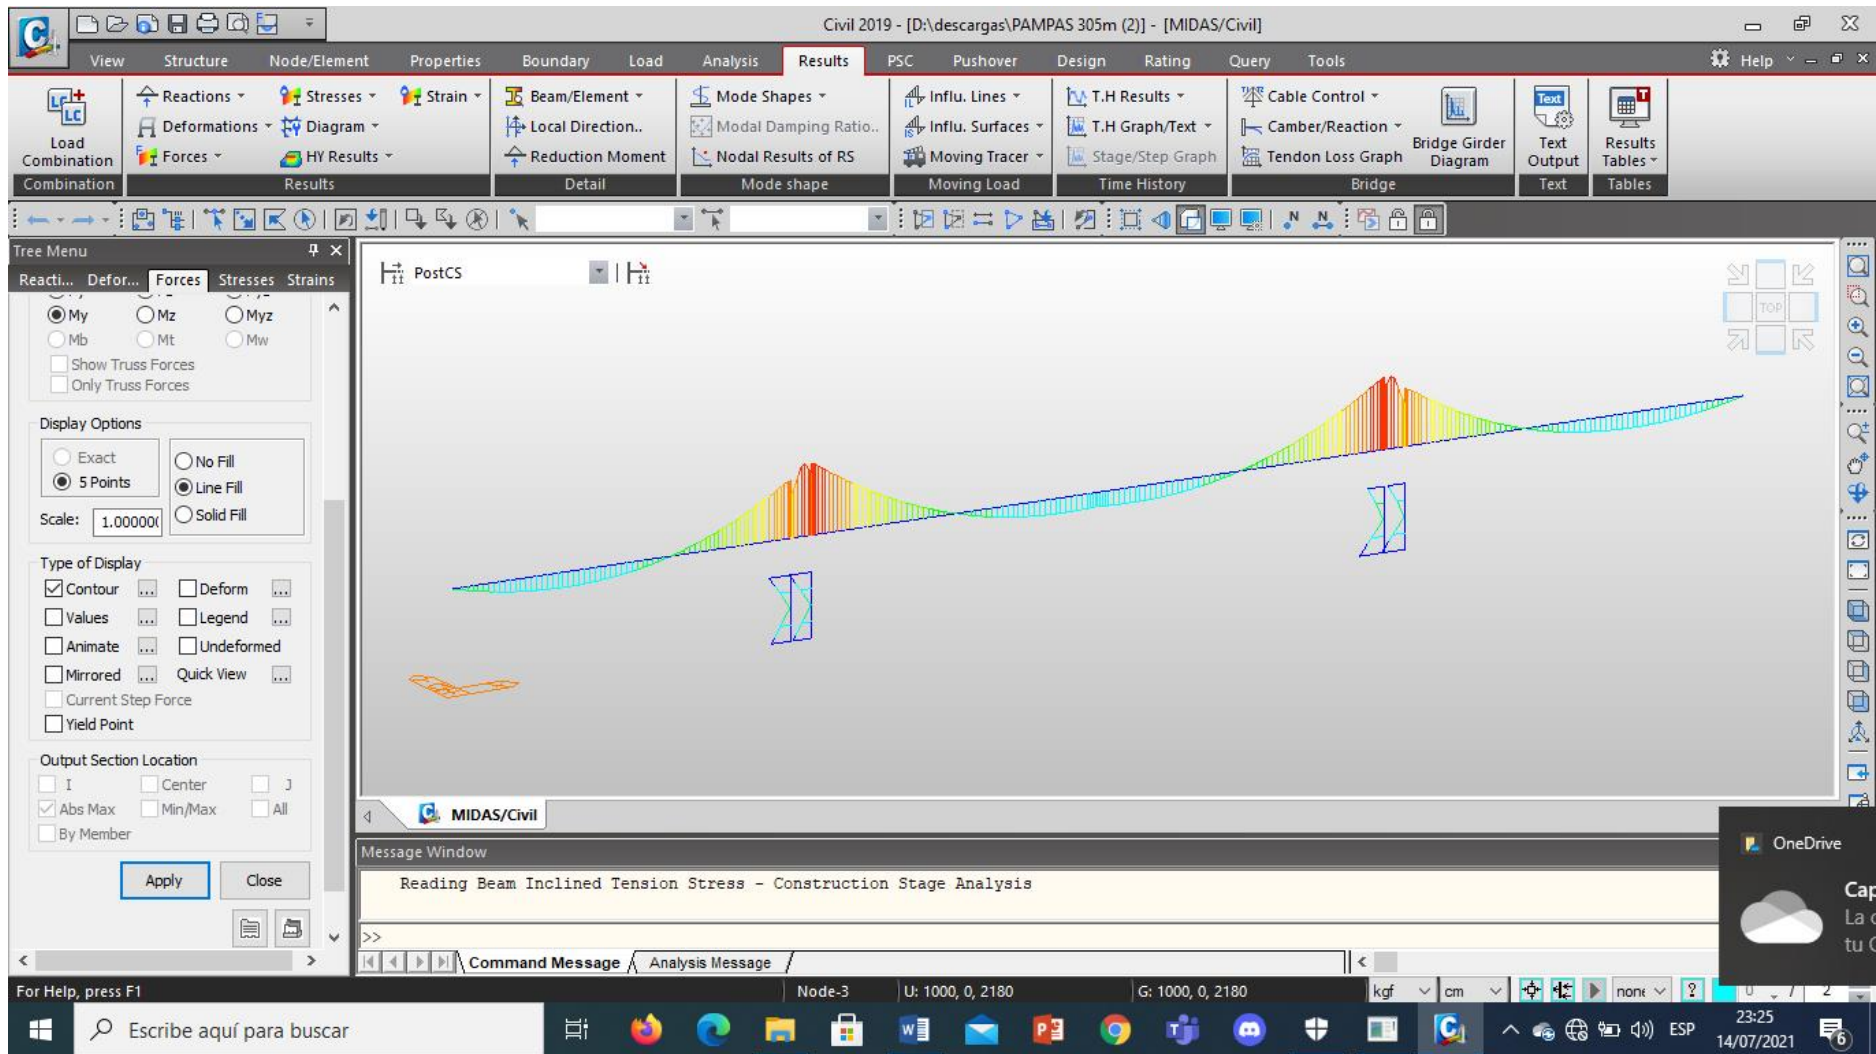 Civil 2019 - [D:\descargas\PAMPAS 305m (2)] - [MIDAS/Civil]
View Structure Node/Element Properties Boundary Load Analysis Results PSC Pushover Design Rating Query Tools Help
Load Combination
Reactions
Deformations
Forces
Stresses
Diagram
HY Results
Strain
Beam/Element
Local Direction..
Reduction Moment
Mode Shapes
Modal Damping Ratio..
Nodal Results of RS
Influ. Lines
Influ. Surfaces
Moving Tracer
T.H Results
T.H Graph/Text
Stage/Step Graph
Cable Control
Camber/Reaction
Tendon Loss Graph
Bridge Girder Diagram
Text
Text Output
Results Tables
Combination Results Detail Mode shape Moving Load Time History Bridge Text Tables
Tree Menu
Reacti... Defor... Forces Stresses Strains
My Mz Myz
Mb Mt Mw
Show Truss Forces
Only Truss Forces
Display Options
Exact
5 Points
No Fill
Line Fill
Solid Fill
Scale: 1.00000(
Type of Display
Contour ... Deform ...
Values ... Legend ...
Animate ... Undeformed
Mirrored ... Quick View ...
Current Step Force
Yield Point
Output Section Location
I Center J
Abs Max Min/Max All
By Member
Apply Close
PostCS
TOP
MIDAS/Civil
Message Window
Reading Beam Inclined Tension Stress - Construction Stage Analysis
>>
Command Message Analysis Message
OneDrive
Cap
La
tu
For Help, press F1 Node-3 U: 1000, 0, 2180 G: 1000, 0, 2180 kgf cm none ? 0 / 2
Escribe aquí para buscar
ESP
23:25
14/07/2021
6